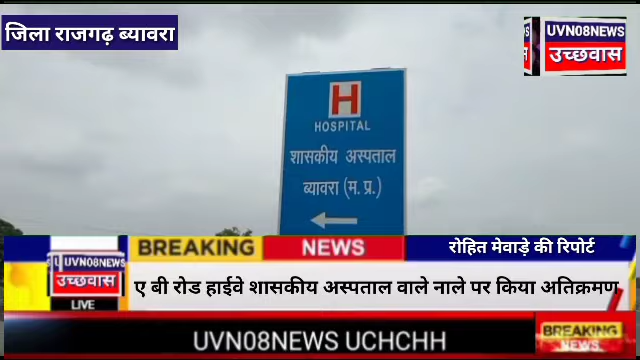 जिला राजगढ़ ब्यावरा
UVN08NEWS
उच्छवास
H
HOSPITAL
शासकीय अस्पताल
ब्यावरा (म. प्र.)
BREAKING NEWS
रोहित मेवाड़े की रिपोर्ट
UVN08NEWS
उच्छवास
LIVE
ए बी रोड हाईवे शासकीय अस्पताल वाले नाले पर किया अतिक्रमण
UVN08NEWS UCHCHH
BREAKING
NEWS